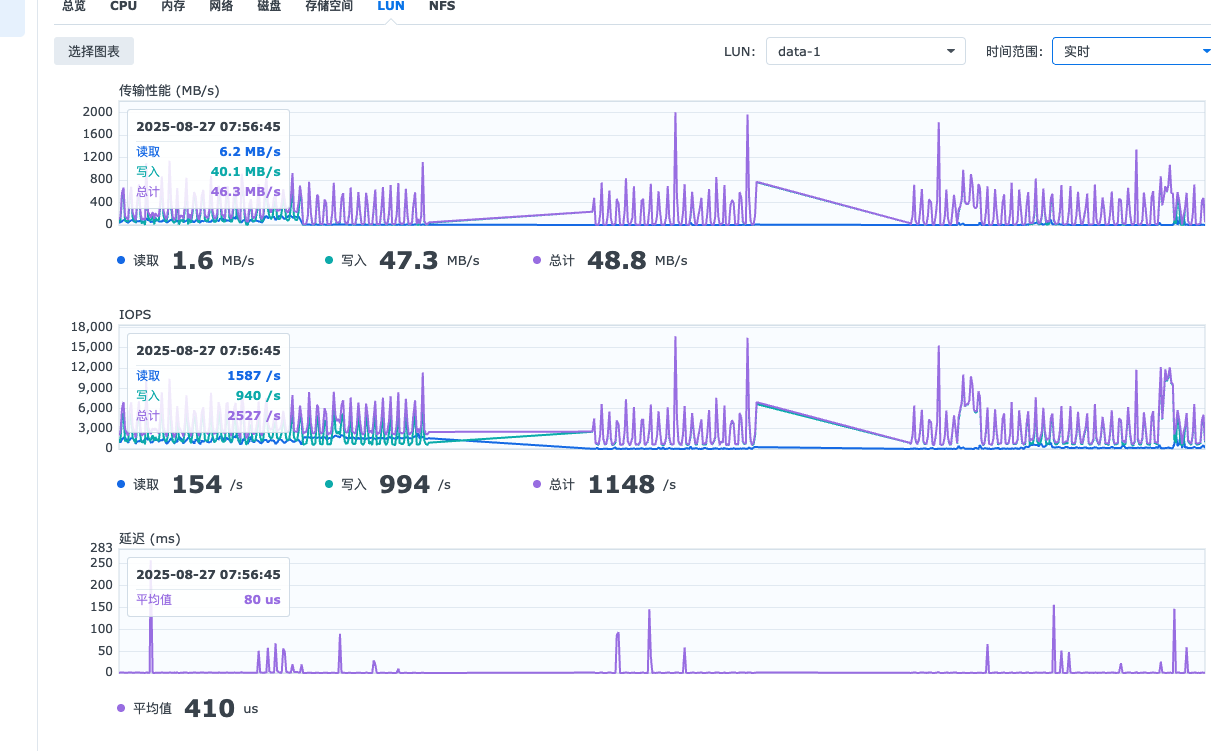 总览 CPU 内存 网络 磁盘 存储空间 LUN NFS
选择图表 LUN: data-1 时间范围: 实时
传输性能 (MB/s)
2000
1600
1200
800
400
0
2025-08-27 07:56:45
读取 6.2 MB/s
写入 40.1 MB/s
总计 46.3 MB/s
读取 1.6 MB/s 写入 47.3 MB/s 总计 48.8 MB/s
IOPS
18,000
15,000
12,000
9,000
6,000
3,000
0
2025-08-27 07:56:45
读取 1587 /s
写入 940 /s
总计 2527 /s
读取 154 /s 写入 994 /s 总计 1148 /s
延迟 (ms)
283
250
200
150
100
50
0
2025-08-27 07:56:45
平均值 80 us
平均值 410 us